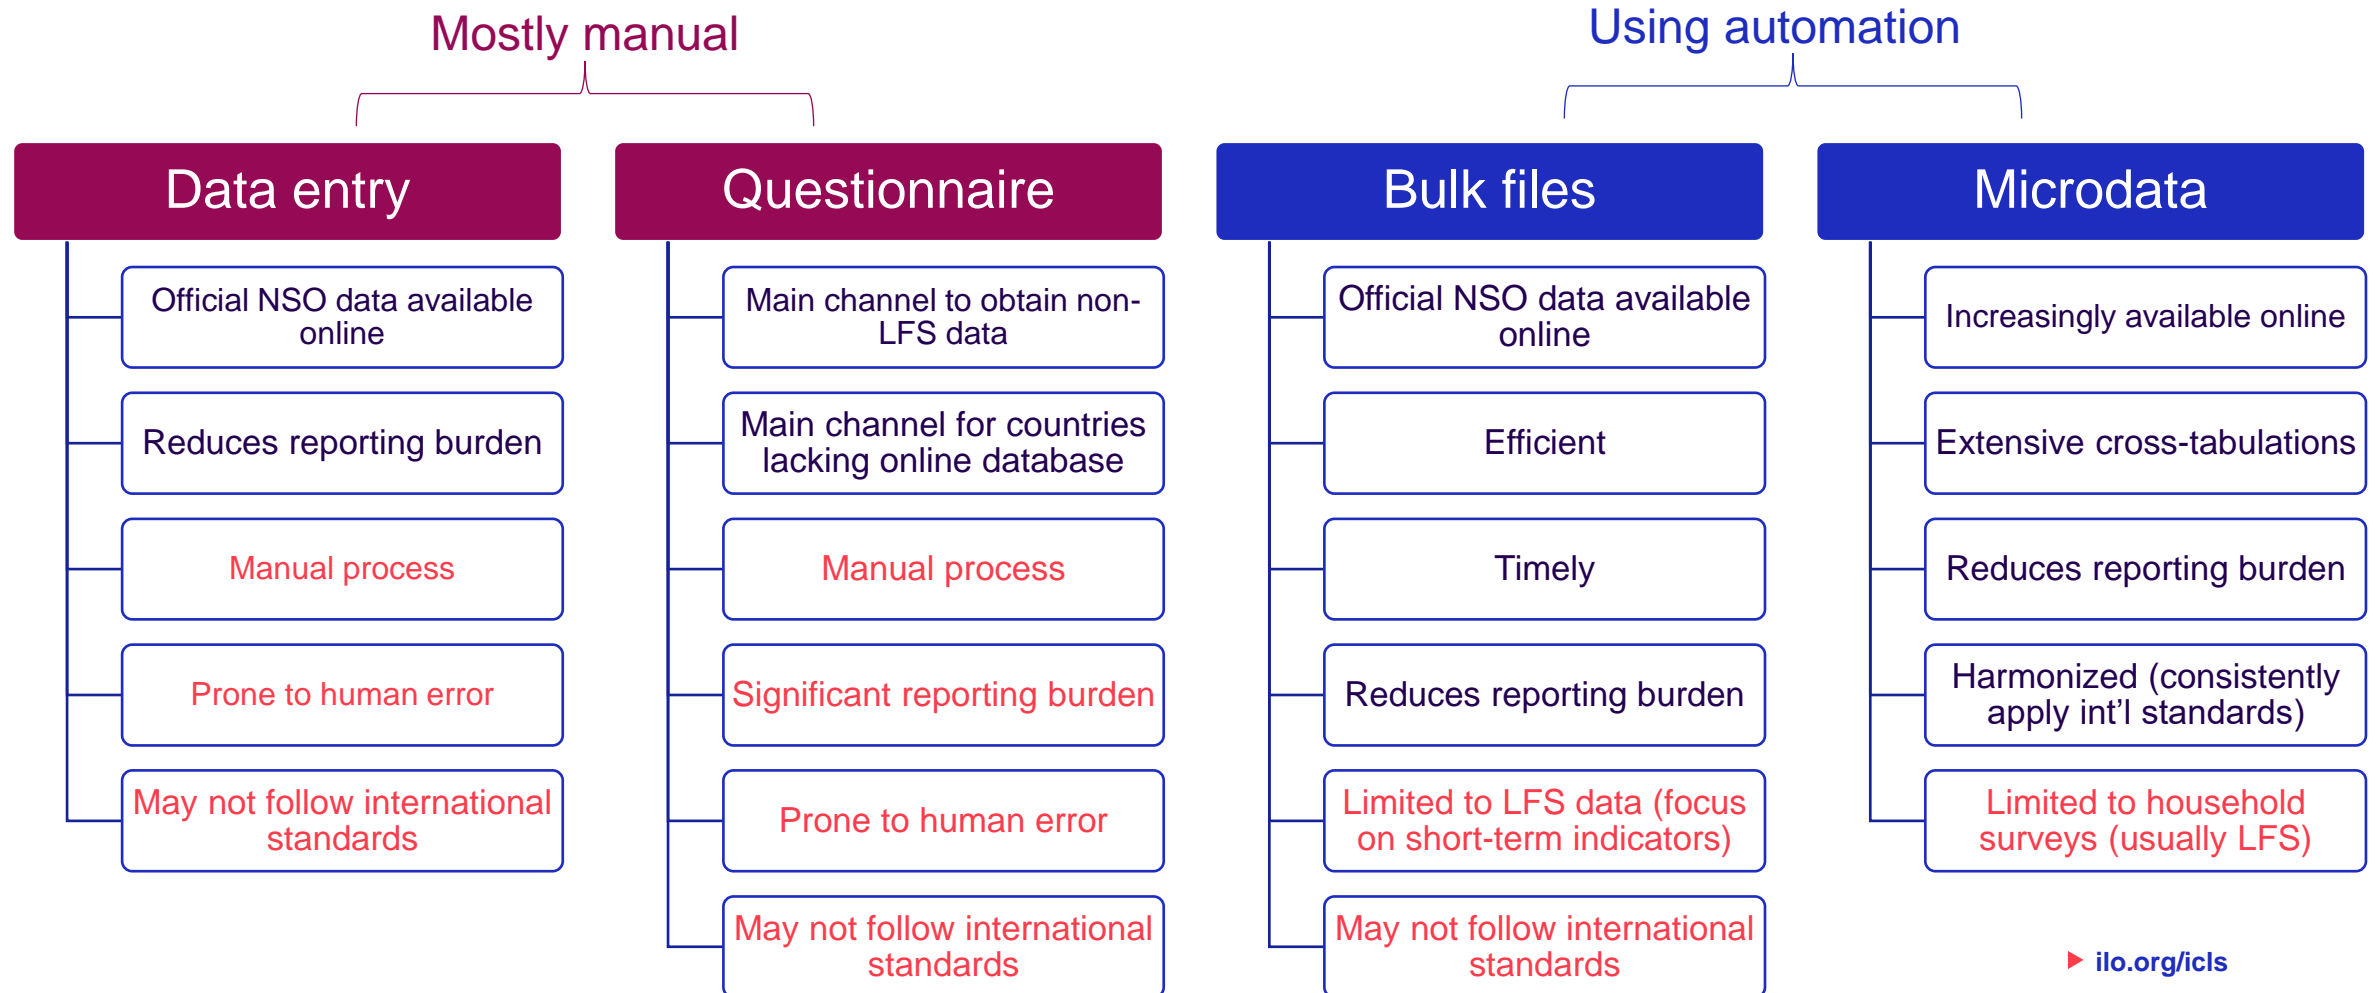 Mostly manual
Using automation
Data entry
Official NSO data available
online
Reduces reporting burden
Manual process
Prone to human error
May not follow international
standards
Questionnaire
Main channel to obtain non-
LFS data
Main channel for countries
lacking online database
Manual process
Significant reporting burden
Prone to human error
May not follow international
standards
Bulk files
Official NSO data available
online
Efficient
Timely
Reduces reporting burden
Limited to LFS data (focus
on short-term indicators)
May not follow international
standards
Microdata
Increasingly available online
Extensive cross-tabulations
Reduces reporting burden
Harmonized (consistently
apply int’l standards)
Limited to household
surveys (usually LFS)
ilo.org/icls